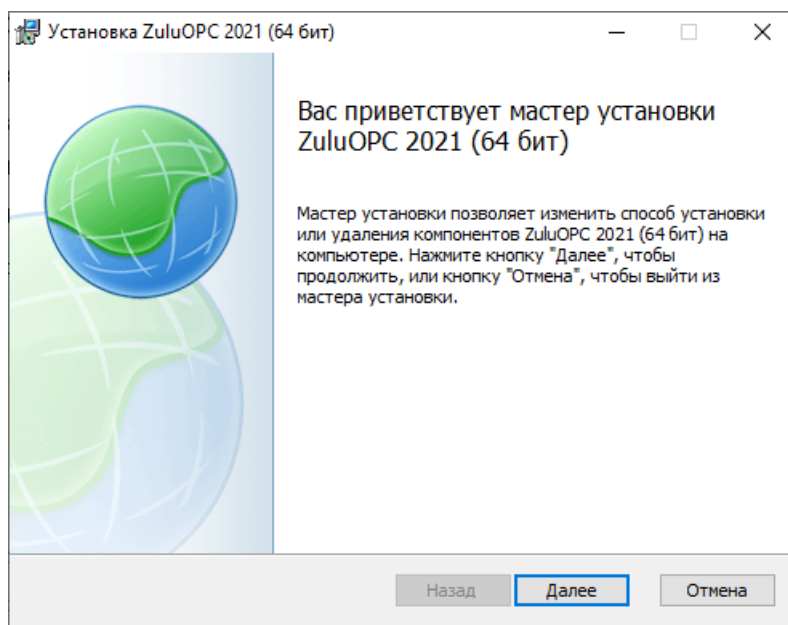 Установка ZuluOPC 2021 (64 бит)
Вас приветствует мастер установки
ZuluOPC 2021 (64 бит)
Мастер установки позволяет изменить способ установки
или удаления компонентов ZuluOPC 2021 (64 бит) на
компьютере. Нажмите кнопку "Далее", чтобы
продолжить, или кнопку "Отмена", чтобы выйти из
мастера установки.
Назад Далее Отмена